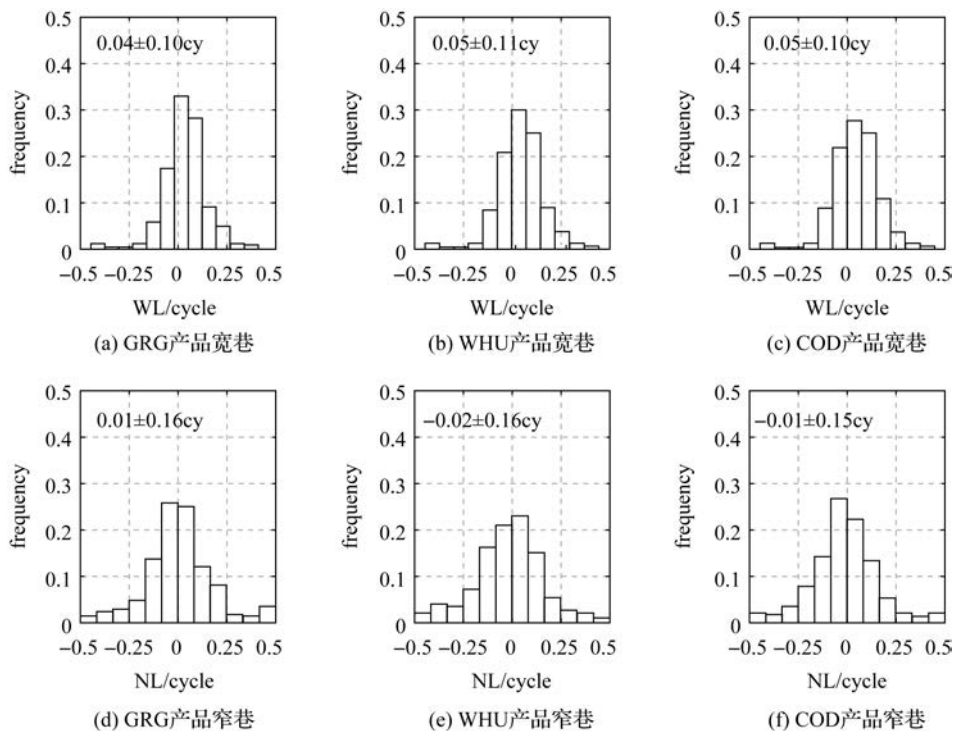 0.5
0.04±0.10cy
0.4
0.3
0.2
0.1
0
frequency
−0.5 −0.25 0 0.25 0.5
WL/cycle
(a) GRG产品宽巷
0.5
0.05±0.11cy
0.4
0.3
0.2
0.1
0
frequency
−0.5 −0.25 0 0.25 0.5
WL/cycle
(b) WHU产品宽巷
0.5
0.05±0.10cy
0.4
0.3
0.2
0.1
0
frequency
−0.5 −0.25 0 0.25 0.5
WL/cycle
(c) COD产品宽巷
0.5
0.01±0.16cy
0.4
0.3
0.2
0.1
0
frequency
−0.5 −0.25 0 0.25 0.5
NL/cycle
(d) GRG产品窄巷
0.5
−0.02±0.16cy
0.4
0.3
0.2
0.1
0
frequency
−0.5 −0.25 0 0.25 0.5
NL/cycle
(e) WHU产品窄巷
0.5
−0.01±0.15cy
0.4
0.3
0.2
0.1
0
frequency
−0.5 −0.25 0 0.25 0.5
NL/cycle
(f) COD产品窄巷